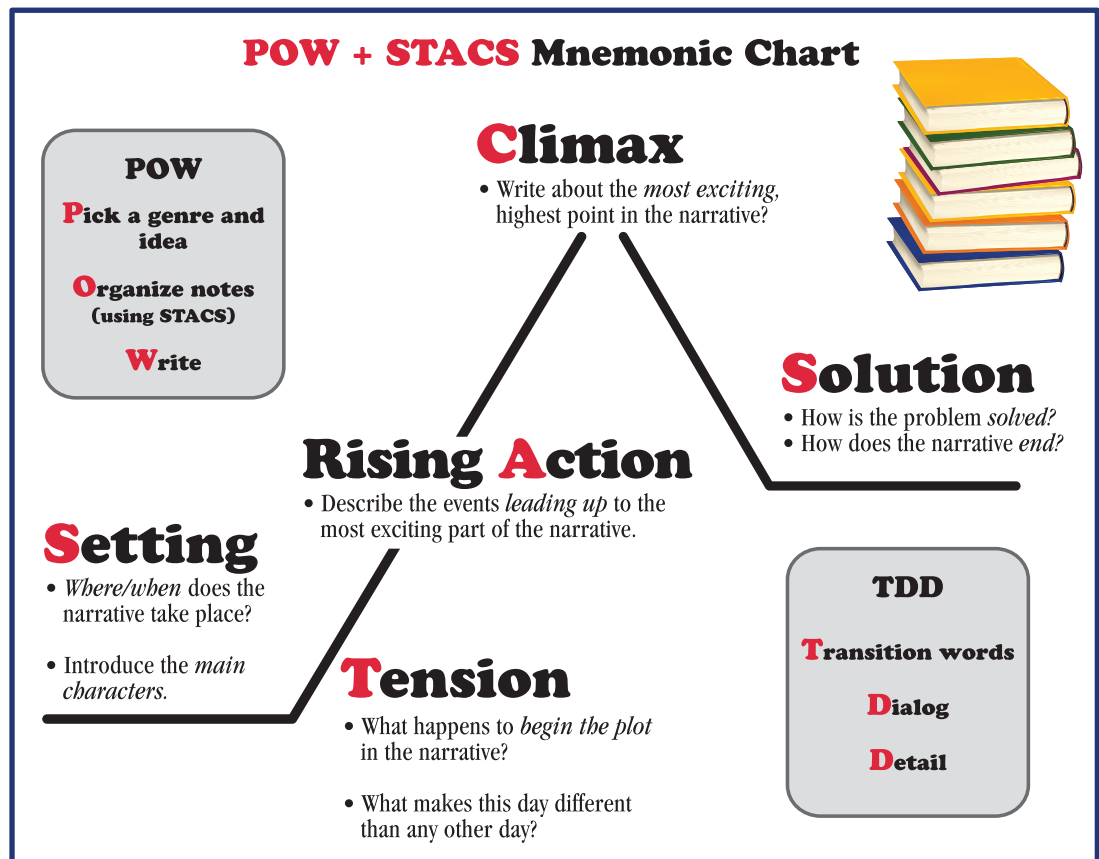 POW + STACS Mnemonic Chart
POW
Pick a genre and
idea
Organize notes
(using STACS)
Write
Climax
• Write about the most exciting,
highest point in the narrative?
Solution
• How is the problem solved?
• How does the narrative end?
Rising Action
• Describe the events leading up to the
most exciting part of the narrative.
Setting
• Where/when does the
narrative take place?
• Introduce the main
characters.
Tension
• What happens to begin the plot
in the narrative?
• What makes this day different
than any other day?
TDD
Transition words
Dialog
Detail